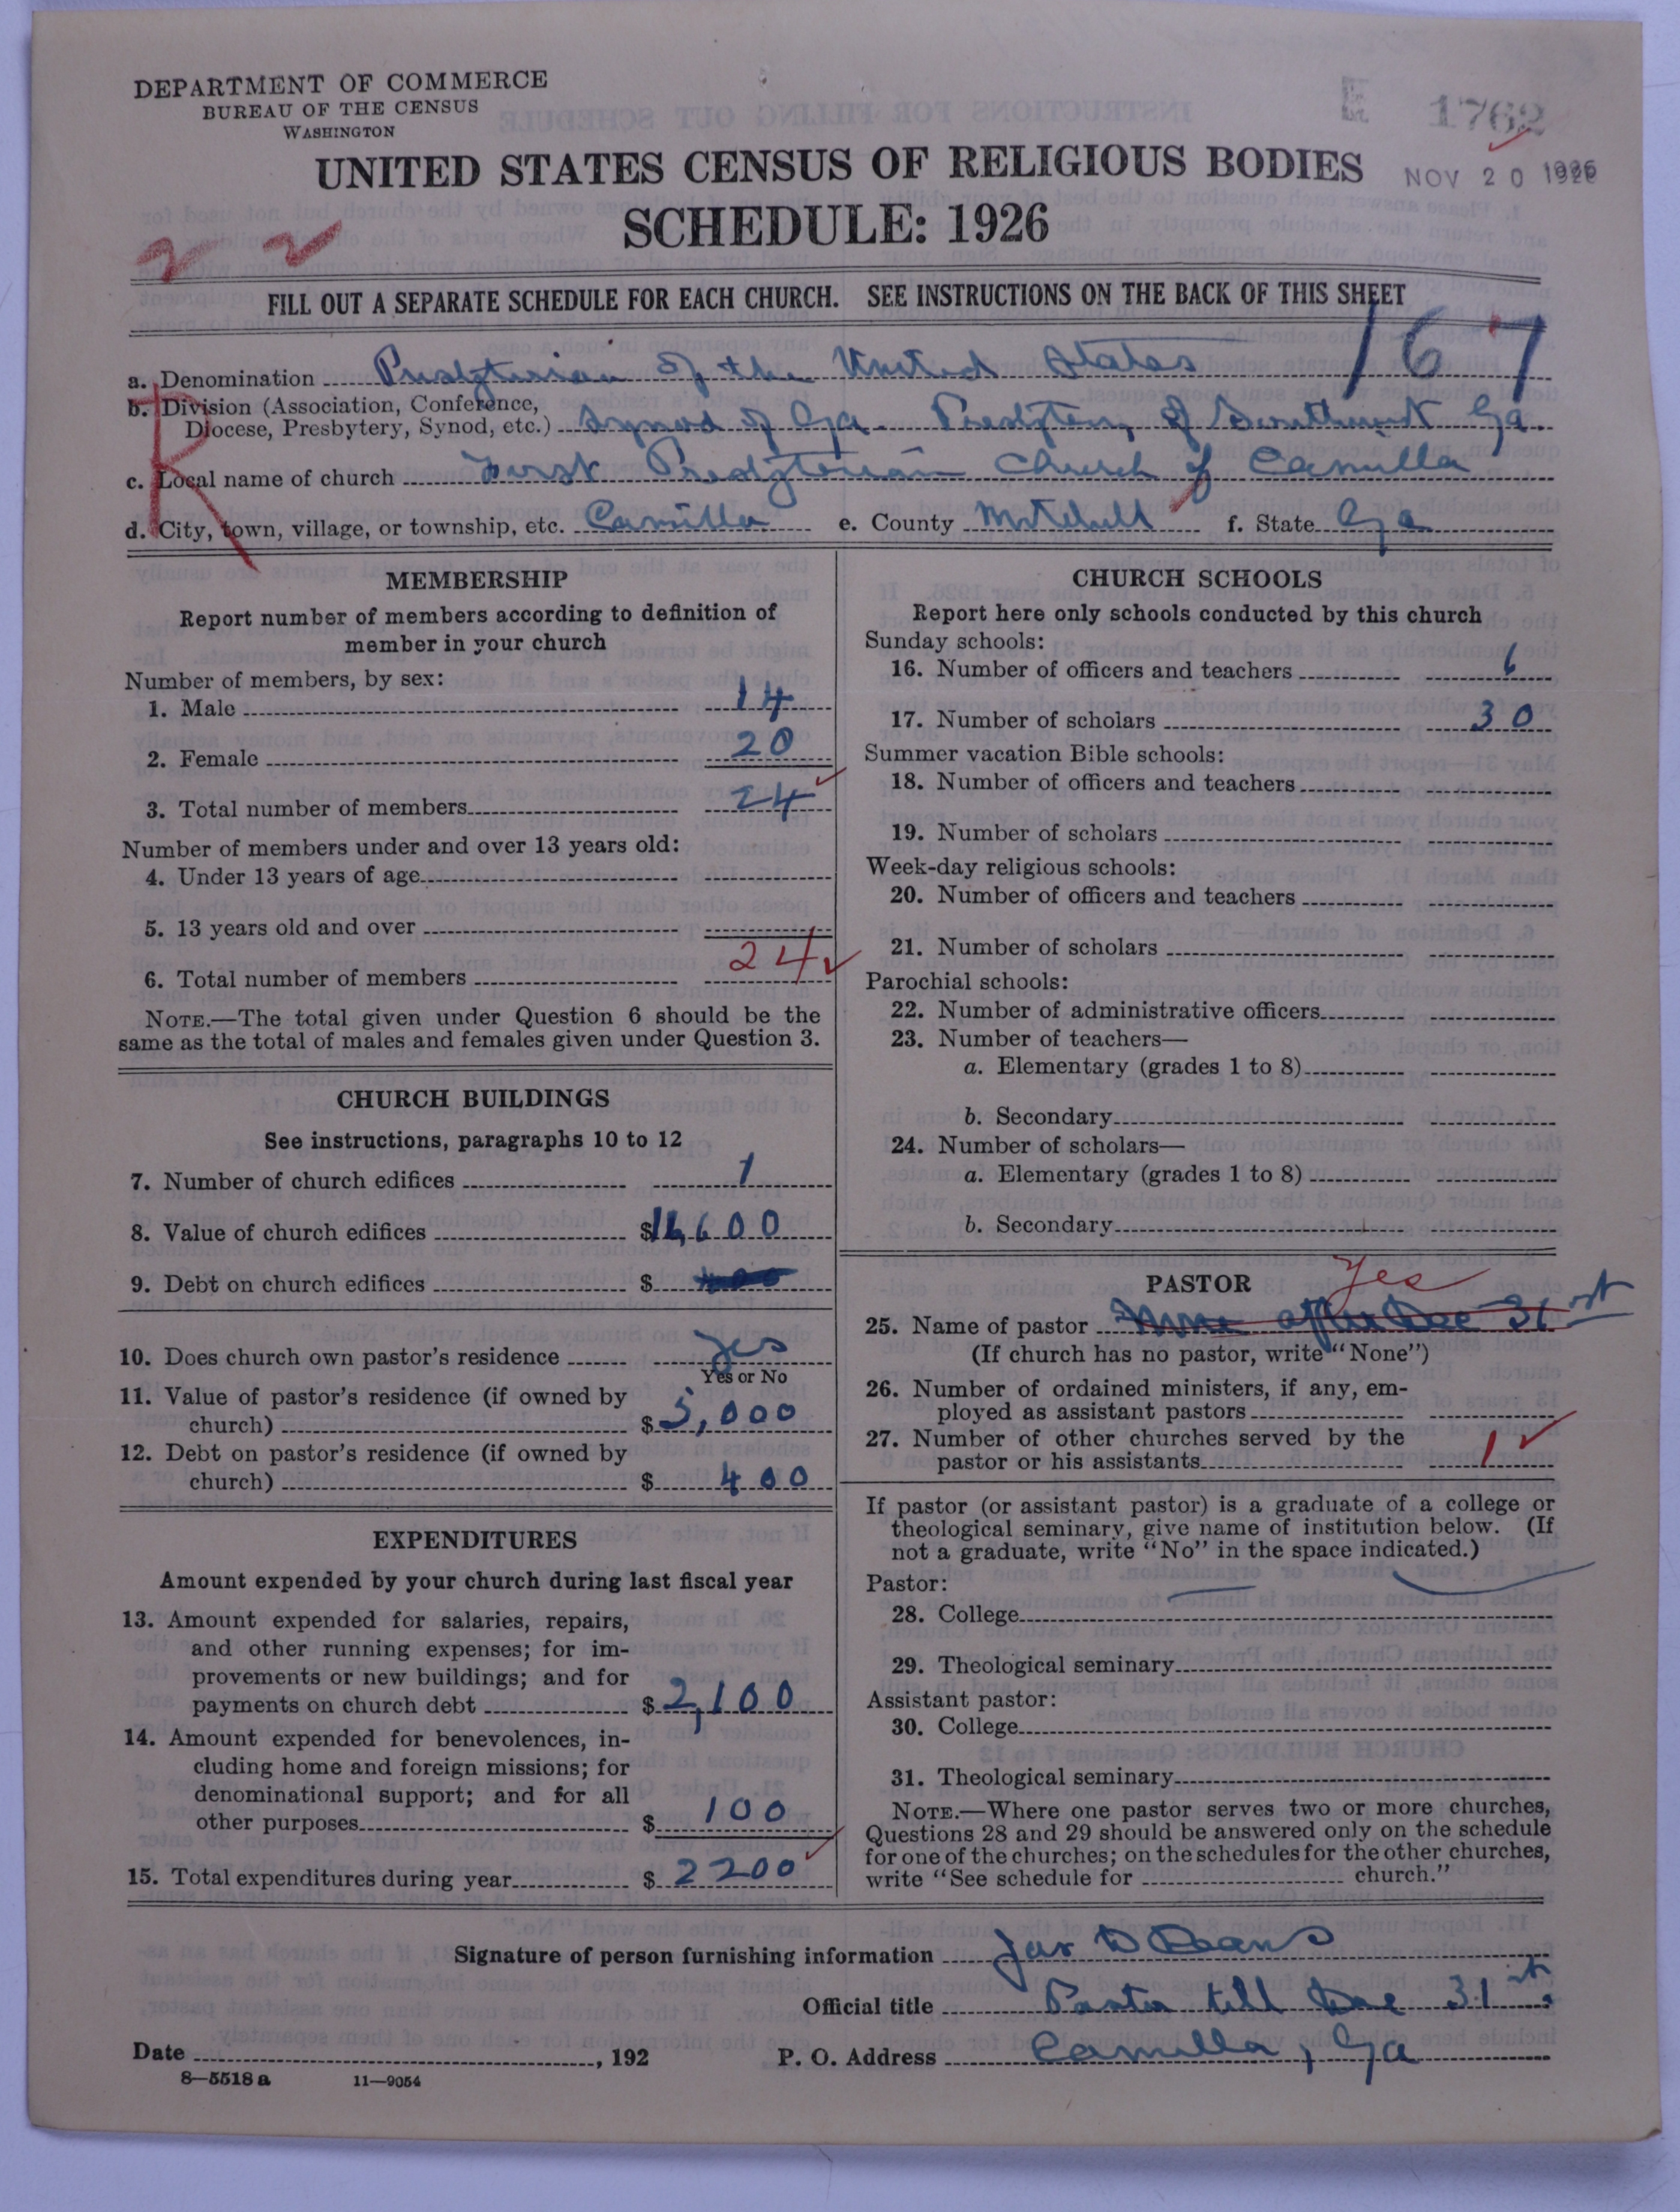 DEPARTMENT OF COMMERCE
BUREAU OF THE CENSUS
WASHINGTON
E 1762
UNITED STATES CENSUS OF RELIGIOUS BODIES
NOV 20 1926
SCHEDULE: 1926
FILL OUT A SEPARATE SCHEDULE FOR EACH CHURCH. SEE INSTRUCTIONS ON THE BACK OF THIS SHEET
167
a. Denomination Presbyterian of the United States
b. Division (Association, Conference,
Diocese, Presbytery, Synod, etc.) Synod of Ga. Presbytery of Southwest Ga.
c. Local name of church First Presbyterian Church of Camilla
d. City, town, village, or township, etc. Camilla e. County Mitchell f. State Ga
R
MEMBERSHIP
Report number of members according to definition of
member in your church
Number of members, by sex:
1. Male 14
2. Female 20
3. Total number of members 24
Number of members under and over 13 years old:
4. Under 13 years of age
5. 13 years old and over
6. Total number of members 24
NOTE.—The total given under Question 6 should be the
same as the total of males and females given under Question 3.
CHURCH BUILDINGS
See instructions, paragraphs 10 to 12
7. Number of church edifices 1
8. Value of church edifices $
9. Debt on church edifices $
10. Does church own pastor's residence yes
Yes or No
11. Value of pastor's residence (if owned by
church) $ 5,000
12. Debt on pastor's residence (if owned by
church) $ 400
EXPENDITURES
Amount expended by your church during last fiscal year
13. Amount expended for salaries, repairs,
and other running expenses; for im-
provements or new buildings; and for
payments on church debt $ 2,100
14. Amount expended for benevolences, in-
cluding home and foreign missions; for
denominational support; and for all
other purposes $ 100
15. Total expenditures during year $ 2200
CHURCH SCHOOLS
Report here only schools conducted by this church
Sunday schools:
16. Number of officers and teachers 6
17. Number of scholars 30
Summer vacation Bible schools:
18. Number of officers and teachers
19. Number of scholars
Week-day religious schools:
20. Number of officers and teachers
21. Number of scholars
Parochial schools:
22. Number of administrative officers
23. Number of teachers—
a. Elementary (grades 1 to 8)
b. Secondary
24. Number of scholars—
a. Elementary (grades 1 to 8)
b. Secondary
PASTOR Yes
25. Name of pastor None after Dec 31st
(If church has no pastor, write "None")
26. Number of ordained ministers, if any, em-
ployed as assistant pastors
27. Number of other churches served by the
pastor or his assistants 1
If pastor (or assistant pastor) is a graduate of a college or
theological seminary, give name of institution below. (If
not a graduate, write "No" in the space indicated.)
Pastor:
28. College
29. Theological seminary
Assistant pastor:
30. College
31. Theological seminary
NOTE.—Where one pastor serves two or more churches,
Questions 28 and 29 should be answered only on the schedule
for one of the churches; on the schedules for the other churches,
write "See schedule for church."
Signature of person furnishing information Jas D Deans
Official title Pastor till Dec 31st
Date , 192 P. O. Address Camilla, Ga
8—5518 a 11—9054